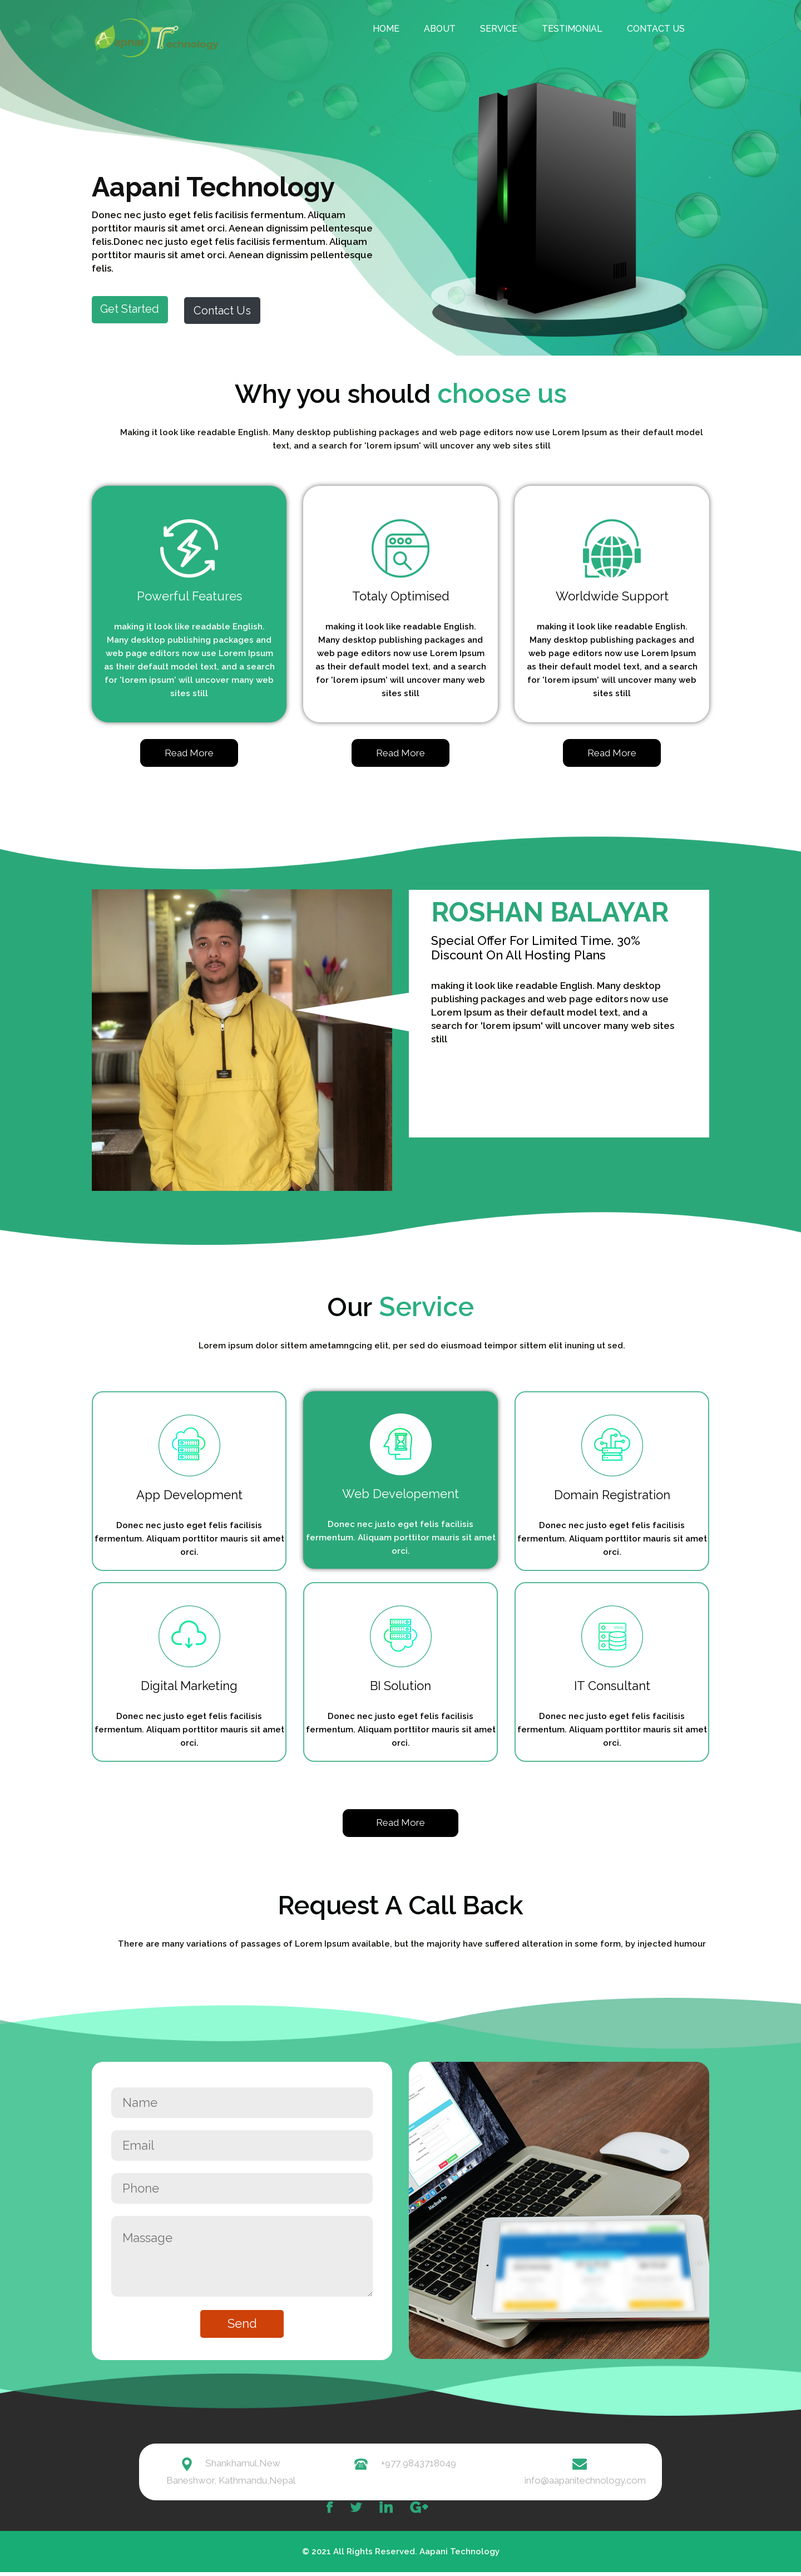 Aapani Technology
HOME
ABOUT
SERVICE
TESTIMONIAL
CONTACT US
Aapani Technology
Donec nec justo eget felis facilisis fermentum. Aliquam
porttitor mauris sit amet orci. Aenean dignissim pellentesque
felis.Donec nec justo eget felis facilisis fermentum. Aliquam
porttitor mauris sit amet orci. Aenean dignissim pellentesque
felis.
Get Started
Contact Us
Why you should choose us
Making it look like readable English. Many desktop publishing packages and web page editors now use Lorem Ipsum as their default model
text, and a search for 'lorem ipsum' will uncover any web sites still
Powerful Features
making it look like readable English.
Many desktop publishing packages and
web page editors now use Lorem Ipsum
as their default model text, and a search
for 'lorem ipsum' will uncover many web
sites still
Read More
Totaly Optimised
making it look like readable English.
Many desktop publishing packages and
web page editors now use Lorem Ipsum
as their default model text, and a search
for 'lorem ipsum' will uncover many web
sites still
Read More
Worldwide Support
making it look like readable English.
Many desktop publishing packages and
web page editors now use Lorem Ipsum
as their default model text, and a search
for 'lorem ipsum' will uncover many web
sites still
Read More
ROSHAN BALAYAR
Special Offer For Limited Time. 30%
Discount On All Hosting Plans
making it look like readable English. Many desktop
publishing packages and web page editors now use
Lorem Ipsum as their default model text, and a
search for 'lorem ipsum' will uncover many web sites
still
Our Service
Lorem ipsum dolor sittem ametamngcing elit, per sed do eiusmoad teimpor sittem elit inuning ut sed.
App Development
Donec nec justo eget felis facilisis
fermentum. Aliquam porttitor mauris sit amet
orci.
Web Developement
Donec nec justo eget felis facilisis
fermentum. Aliquam porttitor mauris sit amet
orci.
Domain Registration
Donec nec justo eget felis facilisis
fermentum. Aliquam porttitor mauris sit amet
orci.
Digital Marketing
Donec nec justo eget felis facilisis
fermentum. Aliquam porttitor mauris sit amet
orci.
BI Solution
Donec nec justo eget felis facilisis
fermentum. Aliquam porttitor mauris sit amet
orci.
IT Consultant
Donec nec justo eget felis facilisis
fermentum. Aliquam porttitor mauris sit amet
orci.
Read More
Request A Call Back
There are many variations of passages of Lorem Ipsum available, but the majority have suffered alteration in some form, by injected humour
Name
Email
Phone
Massage
Send
MacBook Pro
Shankhamul,New
Baneshwor, Kathmandu,Nepal
+977 9843718049
info@aapanitechnology.com
© 2021 All Rights Reserved. Aapani Technology